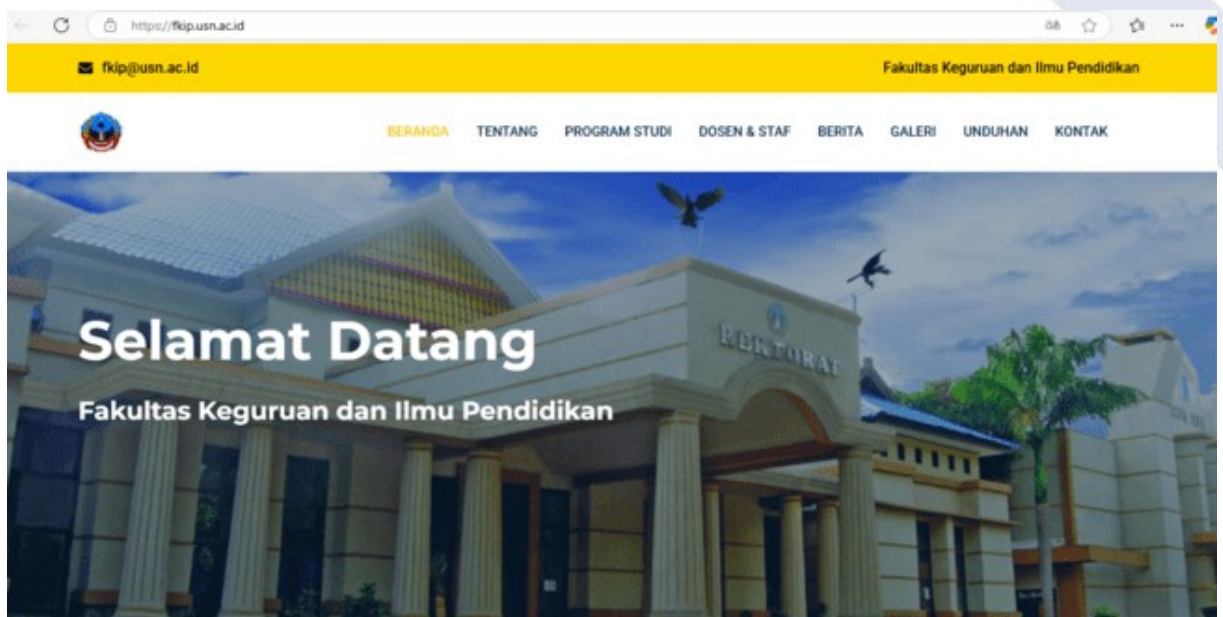 https://fkip.usn.ac.id
fkip@usn.ac.id
Fakultas Keguruan dan Ilmu Pendidikan
BERANDA TENTANG PROGRAM STUDI DOSEN & STAF BERITA GALERI UNDUHAN KONTAK
REKTORAT
Selamat Datang
Fakultas Keguruan dan Ilmu Pendidikan